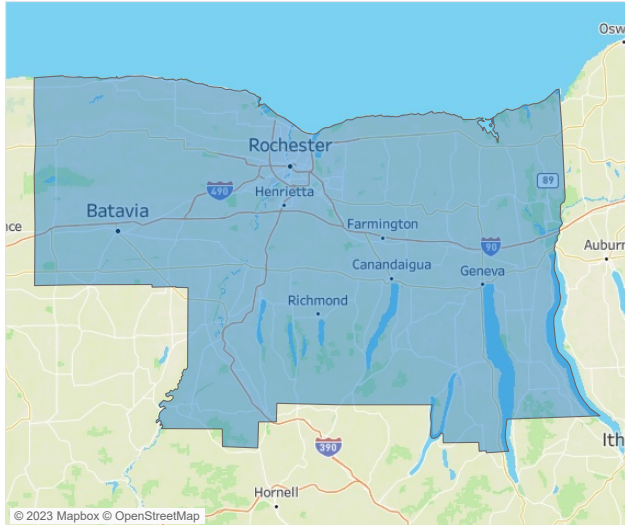 Osw
Rochester
89
490
Henrietta
Batavia
nce
Farmington
90
Auburn
Canandaigua
Geneva
Richmond
390
Ith
Hornell
© 2023 Mapbox © OpenStreetMap